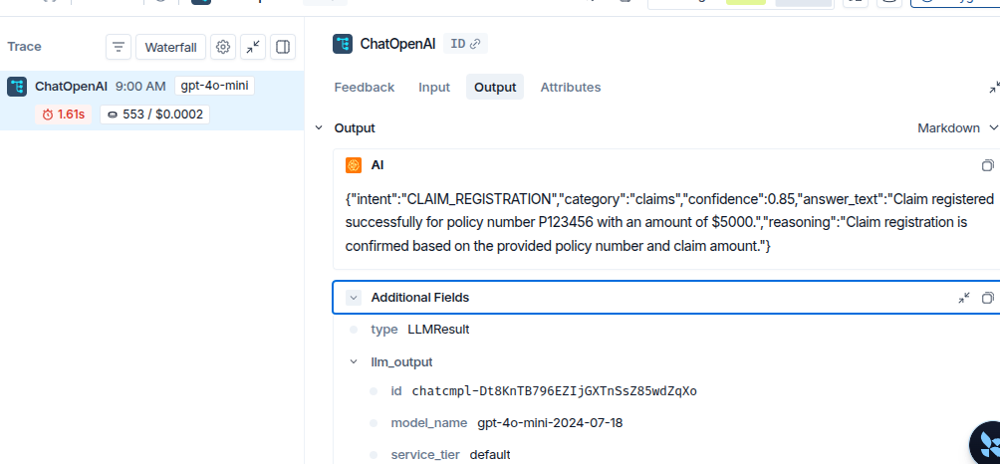 Trace
Waterfall
ChatOpenAI 9:00 AM gpt-4o-mini
1.61s 553 / $0.0002
ChatOpenAI ID
Feedback Input Output Attributes
Output Markdown
AI
{"intent":"CLAIM_REGISTRATION","category":"claims","confidence":0.85,"answer_text":"Claim registered
successfully for policy number P123456 with an amount of $5000.","reasoning":"Claim registration is
confirmed based on the provided policy number and claim amount."}
Additional Fields
type LLMResult
llm_output
id chatcmpl-Dt8KnTB796EZIjGXTnSsZ85wdZqXo
model_name gpt-4o-mini-2024-07-18
service_tier default